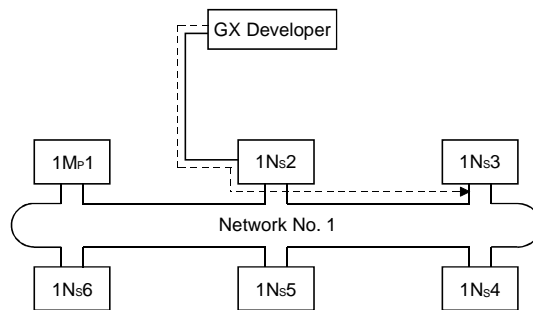 GX Developer
1MP1
1NS2
1NS3
Network No. 1
1NS6
1NS5
1NS4